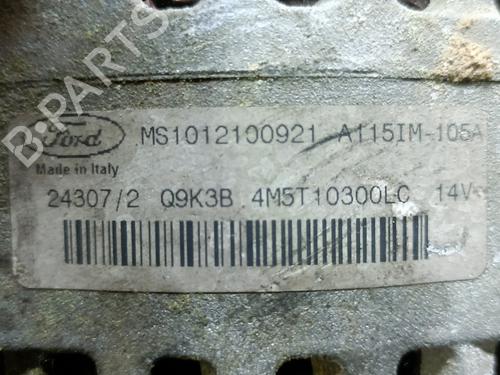 B-PARTS
Ford MS1012100921 A115IM-105A
Made in Italy
24307/2 Q9K3B 4M5T10300LC 14V